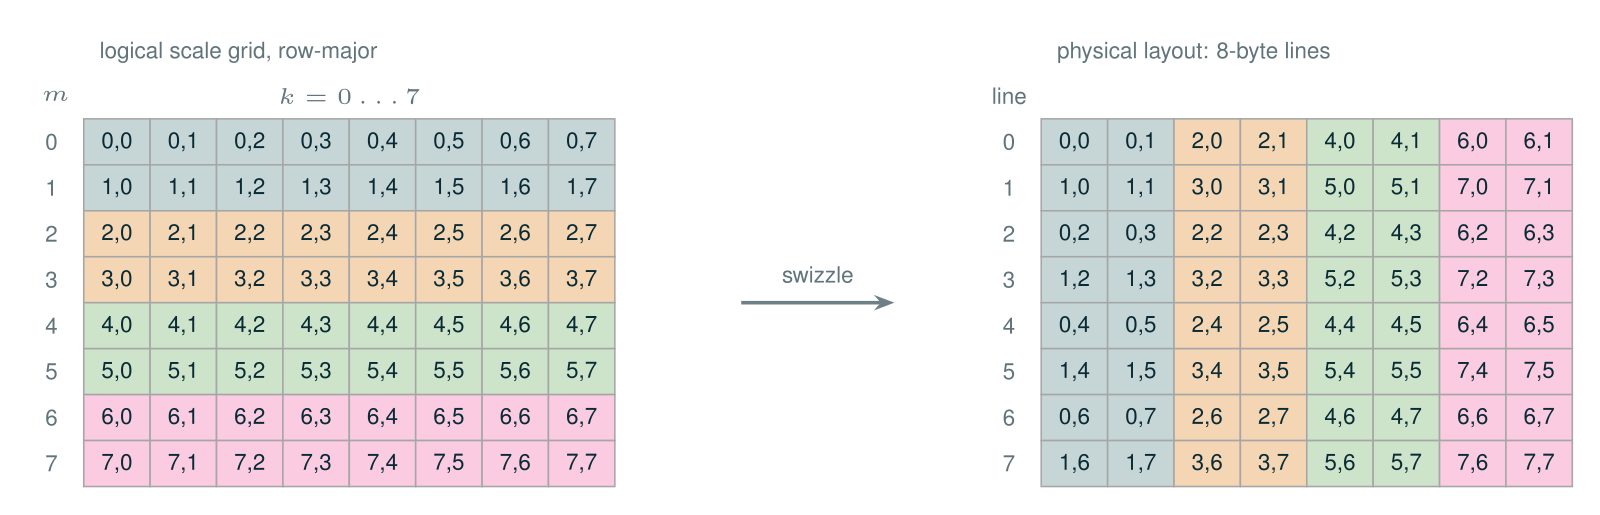 logical scale grid, row-major
m k = 0 . . . 7
0 0,0 0,1 0,2 0,3 0,4 0,5 0,6 0,7
1 1,0 1,1 1,2 1,3 1,4 1,5 1,6 1,7
2 2,0 2,1 2,2 2,3 2,4 2,5 2,6 2,7
3 3,0 3,1 3,2 3,3 3,4 3,5 3,6 3,7
4 4,0 4,1 4,2 4,3 4,4 4,5 4,6 4,7
5 5,0 5,1 5,2 5,3 5,4 5,5 5,6 5,7
6 6,0 6,1 6,2 6,3 6,4 6,5 6,6 6,7
7 7,0 7,1 7,2 7,3 7,4 7,5 7,6 7,7
swizzle
physical layout: 8-byte lines
line
0 0,0 0,1 2,0 2,1 4,0 4,1 6,0 6,1
1 1,0 1,1 3,0 3,1 5,0 5,1 7,0 7,1
2 0,2 0,3 2,2 2,3 4,2 4,3 6,2 6,3
3 1,2 1,3 3,2 3,3 5,2 5,3 7,2 7,3
4 0,4 0,5 2,4 2,5 4,4 4,5 6,4 6,5
5 1,4 1,5 3,4 3,5 5,4 5,5 7,4 7,5
6 0,6 0,7 2,6 2,7 4,6 4,7 6,6 6,7
7 1,6 1,7 3,6 3,7 5,6 5,7 7,6 7,7